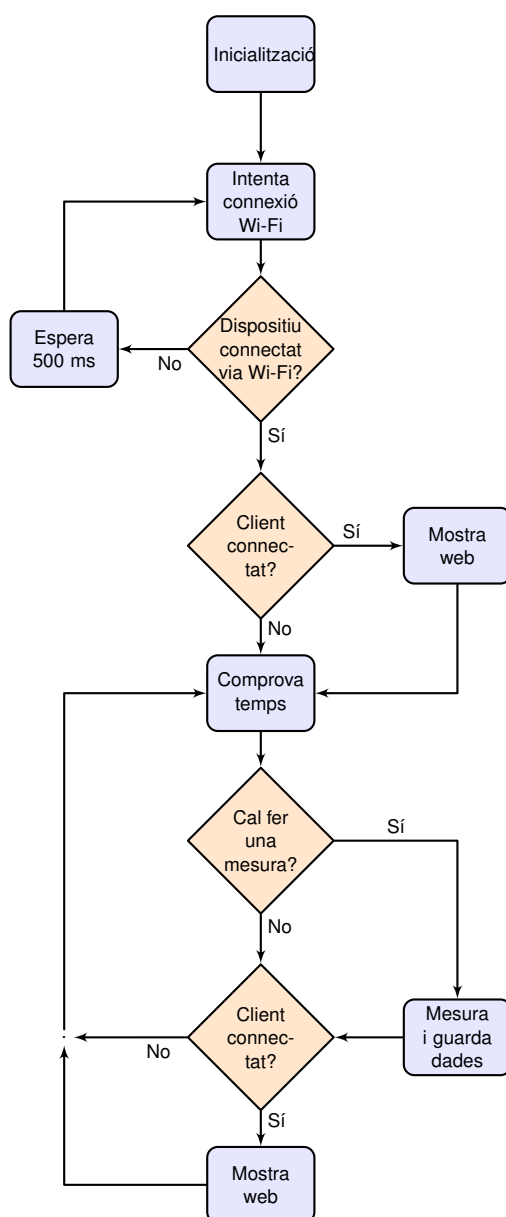 Inicialització
Intenta
connexió
Wi-Fi
Espera
500 ms
No
Dispositiu
connectat
via Wi-Fi?
Sí
Client
connec-
tat?
Sí
Mostra
web
No
Comprova
temps
Cal fer
una
mesura?
Sí
No
Client
connec-
tat?
No
Mesura
i guarda
dades
Sí
Mostra
web